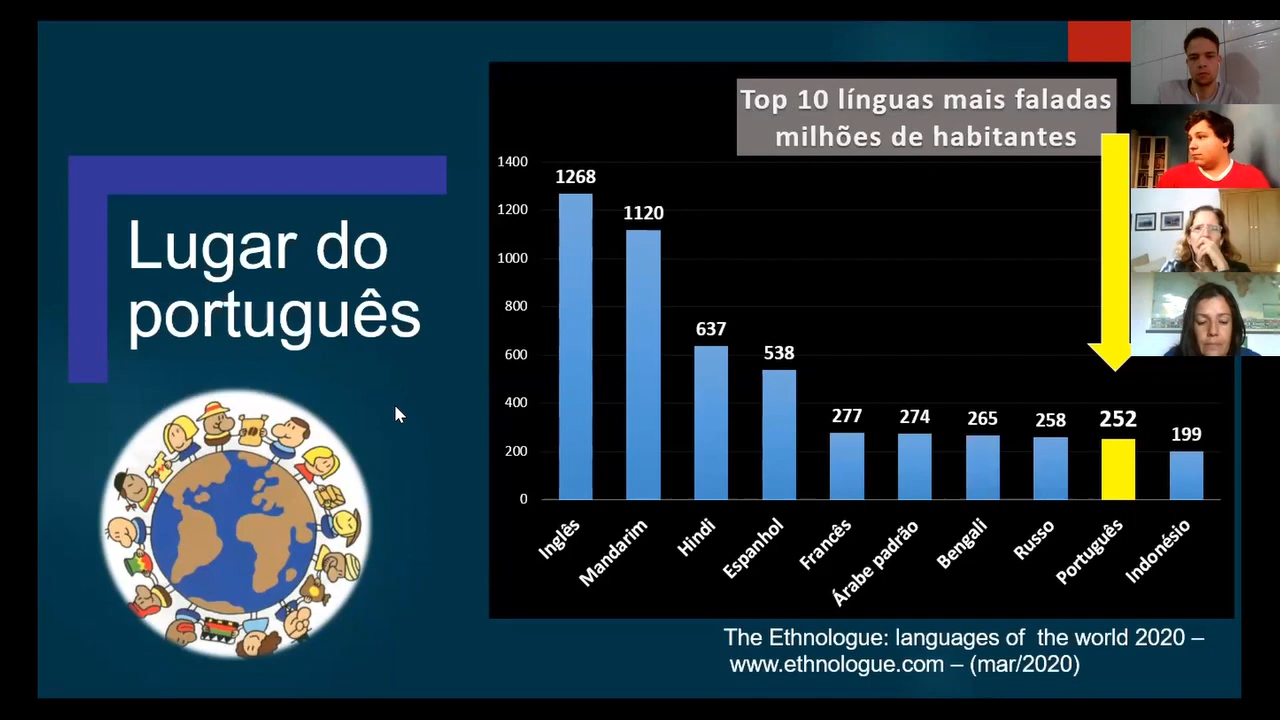 Lugar do
português
Top 10 línguas mais faladas
milhões de habitantes
1400
1200
1000
800
600
400
200
0
1268
1120
637
538
277
274
265
258
252
199
Inglês
Mandarim
Hindi
Espanhol
Francês
Árabe padrão
Bengali
Russo
Português
Indonésio
The Ethnologue: languages of the world 2020 –
www.ethnologue.com – (mar/2020)